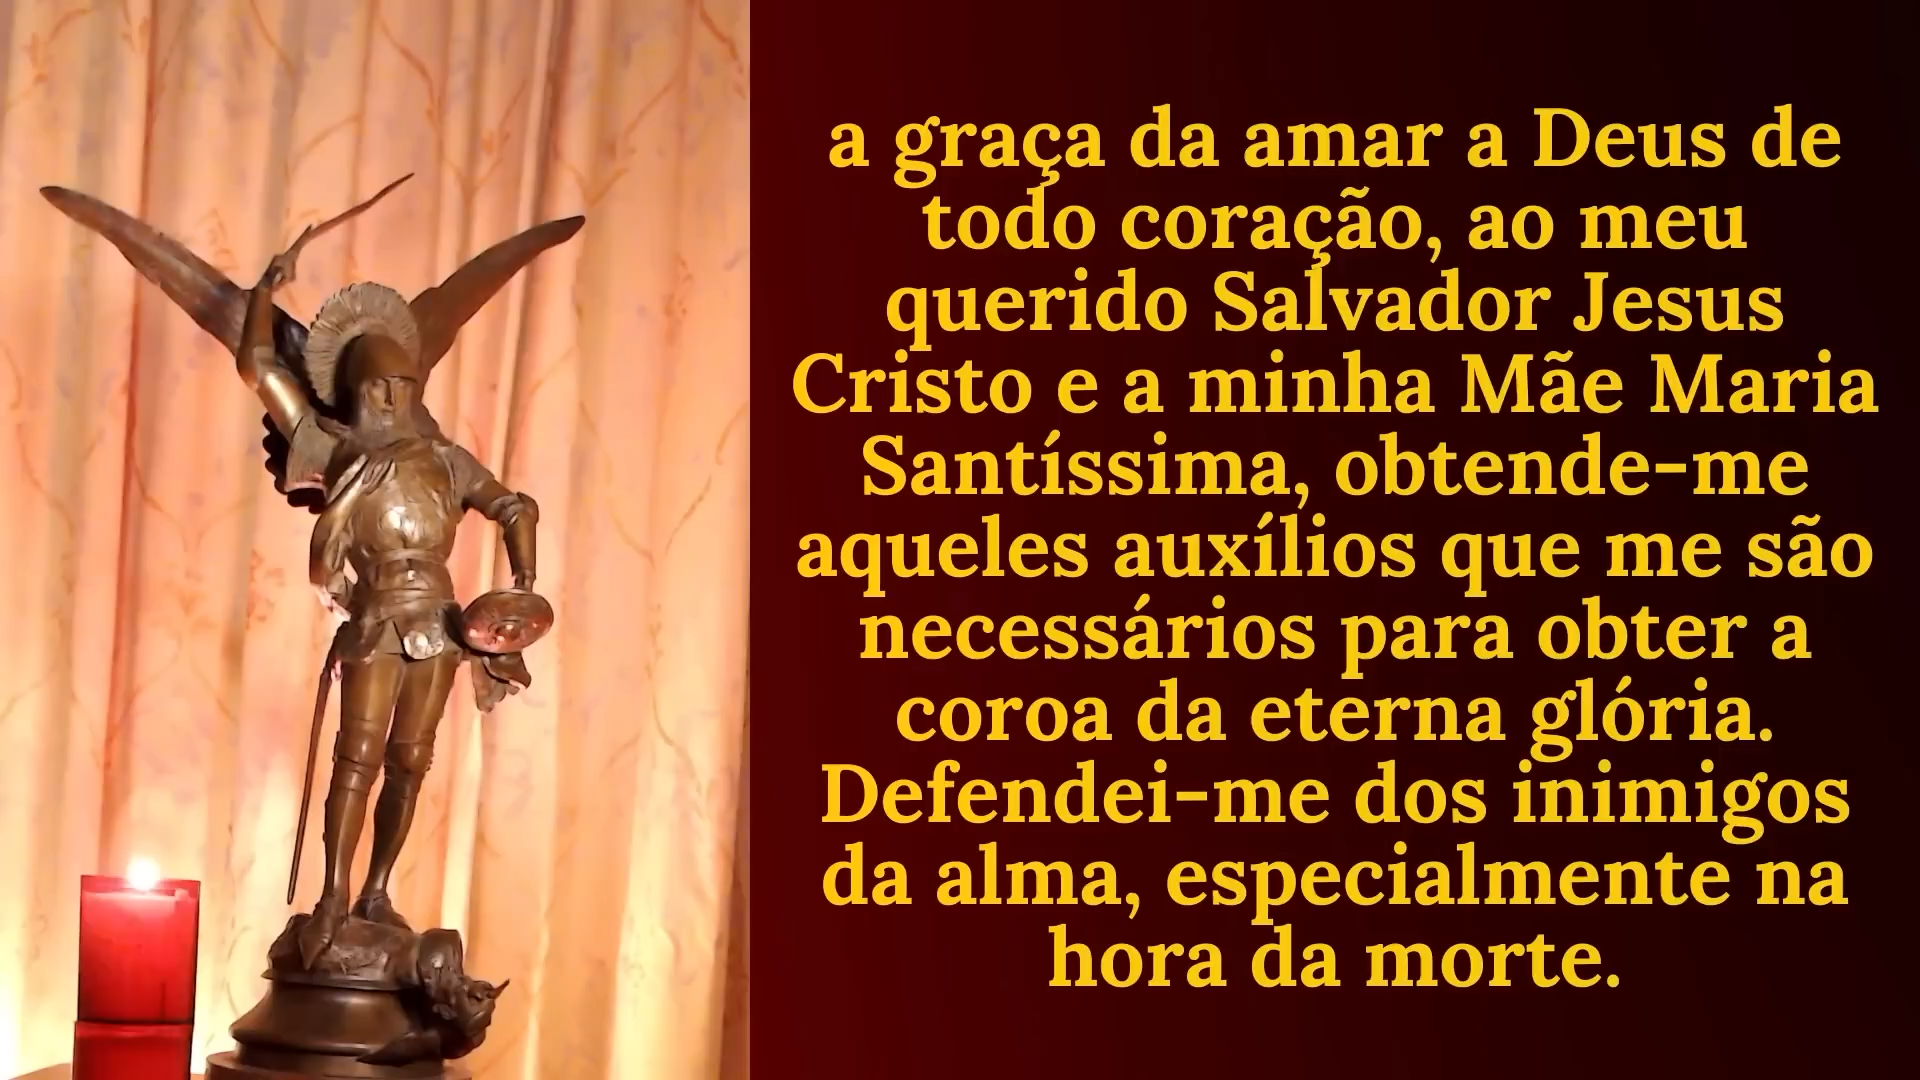 a graça da amar a Deus de
todo coração, ao meu
querido Salvador Jesus
Cristo e a minha Mãe Maria
Santíssima, obtende-me
aqueles auxílios que me são
necessários para obter a
coroa da eterna glória.
Defendei-me dos inimigos
da alma, especialmente na
hora da morte.